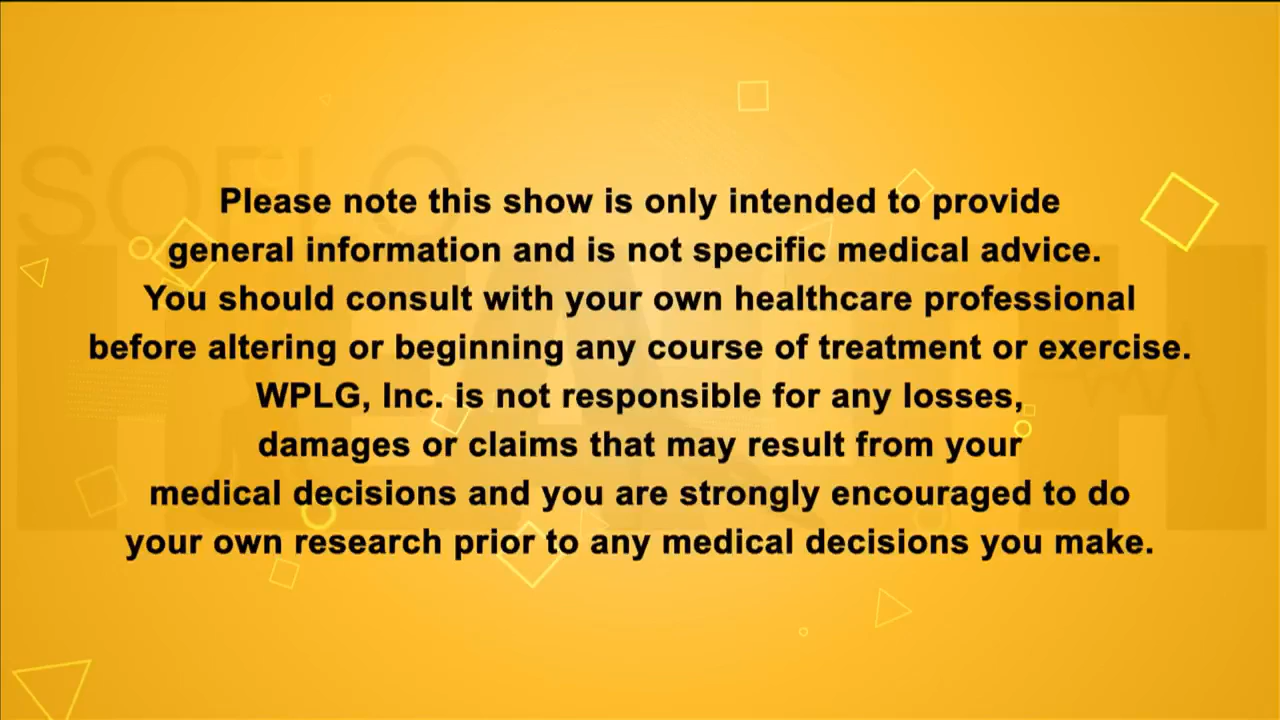 SOFLO
HEALTH
Please note this show is only intended to provide
general information and is not specific medical advice.
You should consult with your own healthcare professional
before altering or beginning any course of treatment or exercise.
WPLG, Inc. is not responsible for any losses,
damages or claims that may result from your
medical decisions and you are strongly encouraged to do
your own research prior to any medical decisions you make.